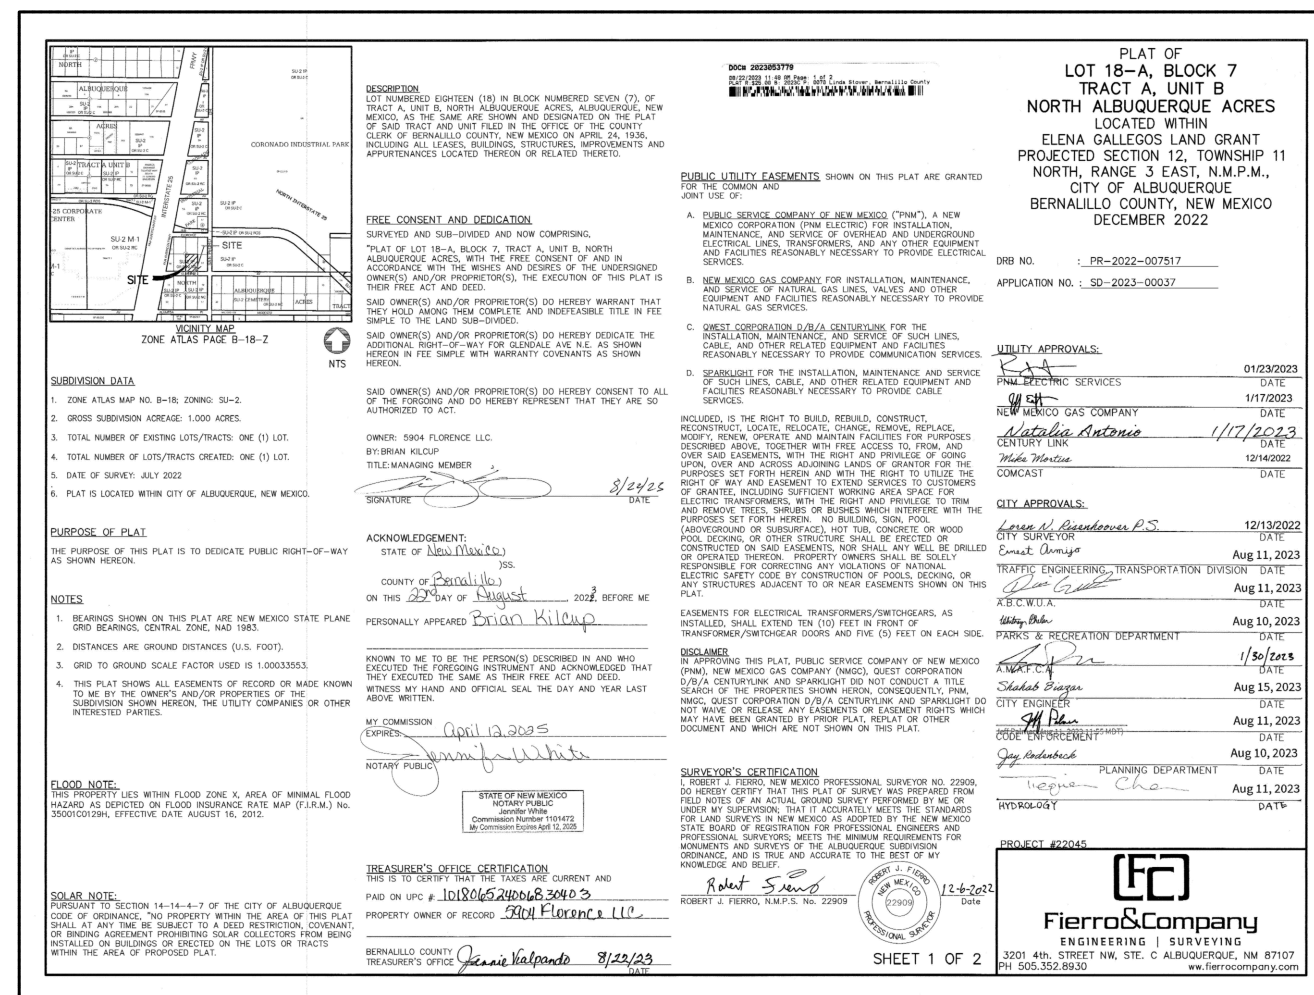 NORTH
ALBUQUERQUE
ACRES
TRACT A UNIT B
CORONADO INDUSTRIAL PARK
INTERSTATE 25
NORTH INTERSTATE 25
-25 CORPORATE
CENTER
SU-2 M-1
SITE
SITE
NORTH
ALBUQUERQUE
ACRES
TRACT
VICINITY MAP
ZONE ATLAS PAGE B-18-Z
NTS
SUBDIVISION DATA
1. ZONE ATLAS MAP NO. B-18; ZONING: SU-2.
2. GROSS SUBDIVISION ACREAGE: 1.000 ACRES.
3. TOTAL NUMBER OF EXISTING LOTS/TRACTS: ONE (1) LOT.
4. TOTAL NUMBER OF LOTS/TRACTS CREATED: ONE (1) LOT.
5. DATE OF SURVEY: JULY 2022
6. PLAT IS LOCATED WITHIN CITY OF ALBUQUERQUE, NEW MEXICO.
PURPOSE OF PLAT
THE PURPOSE OF THIS PLAT IS TO DEDICATE PUBLIC RIGHT-OF-WAY
AS SHOWN HEREON.
NOTES
1. BEARINGS SHOWN ON THIS PLAT ARE NEW MEXICO STATE PLANE
GRID BEARINGS, CENTRAL ZONE, NAD 1983.
2. DISTANCES ARE GROUND DISTANCES (U.S. FOOT).
3. GRID TO GROUND SCALE FACTOR USED IS 1.00033553.
4. THIS PLAT SHOWS ALL EASEMENTS OF RECORD OR MADE KNOWN
TO ME BY THE OWNER'S AND/OR PROPERTIES OF THE
SUBDIVISION SHOWN HEREON, THE UTILITY COMPANIES OR OTHER
INTERESTED PARTIES.
FLOOD NOTE:
THIS PROPERTY LIES WITHIN FLOOD ZONE X, AREA OF MINIMAL FLOOD
HAZARD AS DEPICTED ON FLOOD INSURANCE RATE MAP (F.I.R.M.) No.
35001C0129H, EFFECTIVE DATE AUGUST 16, 2012.
SOLAR NOTE:
PURSUANT TO SECTION 14-14-4-7 OF THE CITY OF ALBUQUERQUE
CODE OF ORDINANCE, "NO PROPERTY WITHIN THE AREA OF THIS PLAT
SHALL AT ANY TIME BE SUBJECT TO A DEED RESTRICTION, COVENANT,
OR BINDING AGREEMENT PROHIBITING SOLAR COLLECTORS FROM BEING
INSTALLED ON BUILDINGS OR ERECTED ON THE LOTS OR TRACTS
WITHIN THE AREA OF PROPOSED PLAT.
DESCRIPTION
LOT NUMBERED EIGHTEEN (18) IN BLOCK NUMBERED SEVEN (7), OF
TRACT A, UNIT B, NORTH ALBUQUERQUE ACRES, ALBUQUERQUE, NEW
MEXICO, AS THE SAME ARE SHOWN AND DESIGNATED ON THE PLAT
OF SAID TRACT AND UNIT FILED IN THE OFFICE OF THE COUNTY
CLERK OF BERNALILLO COUNTY, NEW MEXICO ON APRIL 24, 1936,
INCLUDING ALL LEASES, BUILDINGS, STRUCTURES, IMPROVEMENTS AND
APPURTENANCES LOCATED THEREON OR RELATED THERETO.
FREE CONSENT AND DEDICATION
SURVEYED AND SUB-DIVIDED AND NOW COMPRISING,
"PLAT OF LOT 18-A, BLOCK 7, TRACT A, UNIT B, NORTH
ALBUQUERQUE ACRES, WITH THE FREE CONSENT OF AND IN
ACCORDANCE WITH THE WISHES AND DESIRES OF THE UNDERSIGNED
OWNER(S) AND/OR PROPRIETOR(S), THE EXECUTION OF THIS PLAT IS
THEIR FREE ACT AND DEED.
SAID OWNER(S) AND/OR PROPRIETOR(S) DO HEREBY WARRANT THAT
THEY HOLD AMONG THEM COMPLETE AND INDEFEASIBLE TITLE IN FEE
SIMPLE TO THE LAND SUB-DIVIDED.
SAID OWNER(S) AND/OR PROPRIETOR(S) DO HEREBY DEDICATE THE
ADDITIONAL RIGHT-OF-WAY FOR GLENDALE AVE N.E. AS SHOWN
HEREON IN FEE SIMPLE WITH WARRANTY COVENANTS AS SHOWN
HEREON.
SAID OWNER(S) AND/OR PROPRIETOR(S) DO HEREBY CONSENT TO ALL
OF THE FORGOING AND DO HEREBY REPRESENT THAT THEY ARE SO
AUTHORIZED TO ACT.
OWNER: 5904 FLORENCE LLC.
BY:BRIAN KILCUP
TITLE:MANAGING MEMBER
8/22/23
SIGNATURE DATE
ACKNOWLEDGEMENT:
STATE OF New Mexico)
)SS.
COUNTY OF Bernalillo)
ON THIS 22nd DAY OF August, 2023, BEFORE ME
PERSONALLY APPEARED Brian Kilcup
KNOWN TO ME TO BE THE PERSON(S) DESCRIBED IN AND WHO
EXECUTED THE FOREGOING INSTRUMENT AND ACKNOWLEDGED THAT
THEY EXECUTED THE SAME AS THEIR FREE ACT AND DEED.
WITNESS MY HAND AND OFFICIAL SEAL THE DAY AND YEAR LAST
ABOVE WRITTEN.
MY COMMISSION
EXPIRES: April 12, 2025
Jennifer White
NOTARY PUBLIC
STATE OF NEW MEXICO
NOTARY PUBLIC
Jennifer White
Commission Number 1101472
My Commission Expires April 12, 2025
TREASURER'S OFFICE CERTIFICATION
THIS IS TO CERTIFY THAT THE TAXES ARE CURRENT AND
PAID ON UPC # 101806524006830403
PROPERTY OWNER OF RECORD 5904 Florence LLC
BERNALILLO COUNTY
TREASURER'S OFFICE Jannie Vialpando 8/22/23
DATE
DOC# 2023053779
08/22/2023 11:49 AM Page: 1 of 2
PLAT R:$25.00 B: 2023C P: 0070 Linda Stover, Bernalillo County
PUBLIC UTILITY EASEMENTS SHOWN ON THIS PLAT ARE GRANTED
FOR THE COMMON AND
JOINT USE OF:
A. PUBLIC SERVICE COMPANY OF NEW MEXICO ("PNM"), A NEW
MEXICO CORPORATION (PNM ELECTRIC) FOR INSTALLATION,
MAINTENANCE, AND SERVICE OF OVERHEAD AND UNDERGROUND
ELECTRICAL LINES, TRANSFORMERS, AND ANY OTHER EQUIPMENT
AND FACILITIES REASONABLY NECESSARY TO PROVIDE ELECTRICAL
SERVICES.
B. NEW MEXICO GAS COMPANY FOR INSTALLATION, MAINTENANCE,
AND SERVICE OF NATURAL GAS LINES, VALVES AND OTHER
EQUIPMENT AND FACILITIES REASONABLY NECESSARY TO PROVIDE
NATURAL GAS SERVICES.
C. QWEST CORPORATION D/B/A CENTURYLINK FOR THE
INSTALLATION, MAINTENANCE, AND SERVICE OF SUCH LINES,
CABLE, AND OTHER RELATED EQUIPMENT AND FACILITIES
REASONABLY NECESSARY TO PROVIDE COMMUNICATION SERVICES.
D. SPARKLIGHT FOR THE INSTALLATION, MAINTENANCE AND SERVICE
OF SUCH LINES, CABLE, AND OTHER RELATED EQUIPMENT AND
FACILITIES REASONABLY NECESSARY TO PROVIDE CABLE
SERVICES.
INCLUDED, IS THE RIGHT TO BUILD, REBUILD, CONSTRUCT,
RECONSTRUCT, LOCATE, RELOCATE, CHANGE, REMOVE, REPLACE,
MODIFY, RENEW, OPERATE AND MAINTAIN FACILITIES FOR PURPOSES
DESCRIBED ABOVE, TOGETHER WITH FREE ACCESS TO, FROM, AND
OVER SAID EASEMENTS, WITH THE RIGHT AND PRIVILEGE OF GOING
UPON, OVER AND ACROSS ADJOINING LANDS OF GRANTOR FOR THE
PURPOSES SET FORTH HEREIN AND WITH THE RIGHT TO UTILIZE THE
RIGHT OF WAY AND EASEMENT TO EXTEND SERVICES TO CUSTOMERS
OF GRANTEE, INCLUDING SUFFICIENT WORKING AREA SPACE FOR
ELECTRIC TRANSFORMERS, WITH THE RIGHT AND PRIVILEGE TO TRIM
AND REMOVE TREES, SHRUBS OR BUSHES WHICH INTERFERE WITH THE
PURPOSES SET FORTH HEREIN. NO BUILDING, SIGN, POOL
(ABOVEGROUND OR SUBSURFACE), HOT TUB, CONCRETE OR WOOD
POOL DECKING, OR OTHER STRUCTURE SHALL BE ERECTED OR
CONSTRUCTED ON SAID EASEMENTS, NOR SHALL ANY WELL BE DRILLED
OR OPERATED THEREON. PROPERTY OWNERS SHALL BE SOLELY
RESPONSIBLE FOR CORRECTING ANY VIOLATIONS OF NATIONAL
ELECTRIC SAFETY CODE BY CONSTRUCTION OF POOLS, DECKING, OR
ANY STRUCTURES ADJACENT TO OR NEAR EASEMENTS SHOWN ON THIS
PLAT.
EASEMENTS FOR ELECTRICAL TRANSFORMERS/SWITCHGEARS, AS
INSTALLED, SHALL EXTEND TEN (10) FEET IN FRONT OF
TRANSFORMER/SWITCHGEAR DOORS AND FIVE (5) FEET ON EACH SIDE.
DISCLAIMER
IN APPROVING THIS PLAT, PUBLIC SERVICE COMPANY OF NEW MEXICO
(PNM), NEW MEXICO GAS COMPANY (NMGC), QUEST CORPORATION
D/B/A CENTURYLINK AND SPARKLIGHT DID NOT CONDUCT A TITLE
SEARCH OF THE PROPERTIES SHOWN HERON, CONSEQUENTLY, PNM,
NMGC, QUEST CORPORATION D/B/A CENTURYLINK AND SPARKLIGHT DO
NOT WAIVE OR RELEASE ANY EASEMENTS OR EASEMENT RIGHTS WHICH
MAY HAVE BEEN GRANTED BY PRIOR PLAT, REPLAT OR OTHER
DOCUMENT AND WHICH ARE NOT SHOWN ON THIS PLAT.
SURVEYOR'S CERTIFICATION
I, ROBERT J. FIERRO, NEW MEXICO PROFESSIONAL SURVEYOR NO. 22909,
DO HEREBY CERTIFY THAT THIS PLAT OF SURVEY WAS PREPARED FROM
FIELD NOTES OF AN ACTUAL GROUND SURVEY PERFORMED BY ME OR
UNDER MY SUPERVISION; THAT IT ACCURATELY MEETS THE STANDARDS
FOR LAND SURVEYS IN NEW MEXICO AS ADOPTED BY THE NEW MEXICO
STATE BOARD OF REGISTRATION FOR PROFESSIONAL ENGINEERS AND
PROFESSIONAL SURVEYORS; MEETS THE MINIMUM REQUIREMENTS FOR
MONUMENTS AND SURVEYS OF THE ALBUQUERQUE SUBDIVISION
ORDINANCE, AND IS TRUE AND ACCURATE TO THE BEST OF MY
KNOWLEDGE AND BELIEF.
Robert Fierro
ROBERT J. FIERRO, N.M.P.S. No. 22909
ROBERT J. FIERRO
NEW MEXICO
22909
PROFESSIONAL SURVEYOR
12-6-2022
Date
SHEET 1 OF 2
PLAT OF
LOT 18-A, BLOCK 7
TRACT A, UNIT B
NORTH ALBUQUERQUE ACRES
LOCATED WITHIN
ELENA GALLEGOS LAND GRANT
PROJECTED SECTION 12, TOWNSHIP 11
NORTH, RANGE 3 EAST, N.M.P.M.,
CITY OF ALBUQUERQUE
BERNALILLO COUNTY, NEW MEXICO
DECEMBER 2022
DRB NO. : PR-2022-007517
APPLICATION NO. : SD-2023-00037
UTILITY APPROVALS:
01/23/2023
PNM ELECTRIC SERVICES DATE
1/17/2023
NEW MEXICO GAS COMPANY DATE
Natalia Antonio 1/17/2023
CENTURY LINK DATE
Mike Mortus 12/14/2022
COMCAST DATE
CITY APPROVALS:
Loren N. Risenhoover P.S. 12/13/2022
CITY SURVEYOR DATE
Ernest Armijo Aug 11, 2023
TRAFFIC ENGINEERING, TRANSPORTATION DIVISION DATE
Aug 11, 2023
A.B.C.W.U.A. DATE
Whitney Phelan Aug 10, 2023
PARKS & RECREATION DEPARTMENT DATE
1/30/2023
A.M.A.F.C.A. DATE
Shahab Biazar Aug 15, 2023
CITY ENGINEER DATE
Jeff Palmer Aug 11, 2023
CODE ENFORCEMENT DATE
Jay Rodenbeck Aug 10, 2023
PLANNING DEPARTMENT DATE
Tiequan Chen Aug 11, 2023
HYDROLOGY DATE
PROJECT #22045
FC
Fierro&Company
ENGINEERING | SURVEYING
3201 4th. STREET NW, STE. C ALBUQUERQUE, NM 87107
PH 505.352.8930 ww.fierrocompany.com